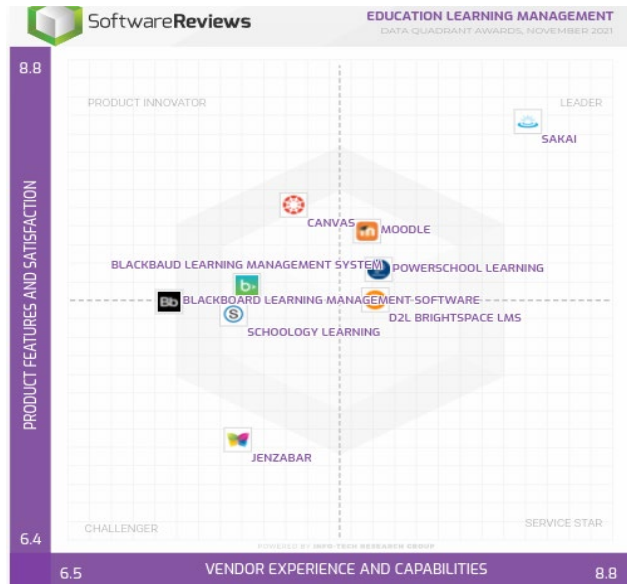 SoftwareReviews
EDUCATION LEARNING MANAGEMENT
DATA QUADRANT AWARDS, NOVEMBER 2021
8.8
PRODUCT INNOVATOR
LEADER
SAKAI
CANVAS
MOODLE
BLACKBAUD LEARNING MANAGEMENT SYSTEM
POWERSCHOOL LEARNING
b
Bb
BLACKBOARD LEARNING MANAGEMENT SOFTWARE
D2L BRIGHTSPACE LMS
S
SCHOOLOGY LEARNING
JENZABAR
PRODUCT FEATURES AND SATISFACTION
CHALLENGER
SERVICE STAR
6.4
POWERED BY INFO-TECH RESEARCH GROUP
6.5
VENDOR EXPERIENCE AND CAPABILITIES
8.8